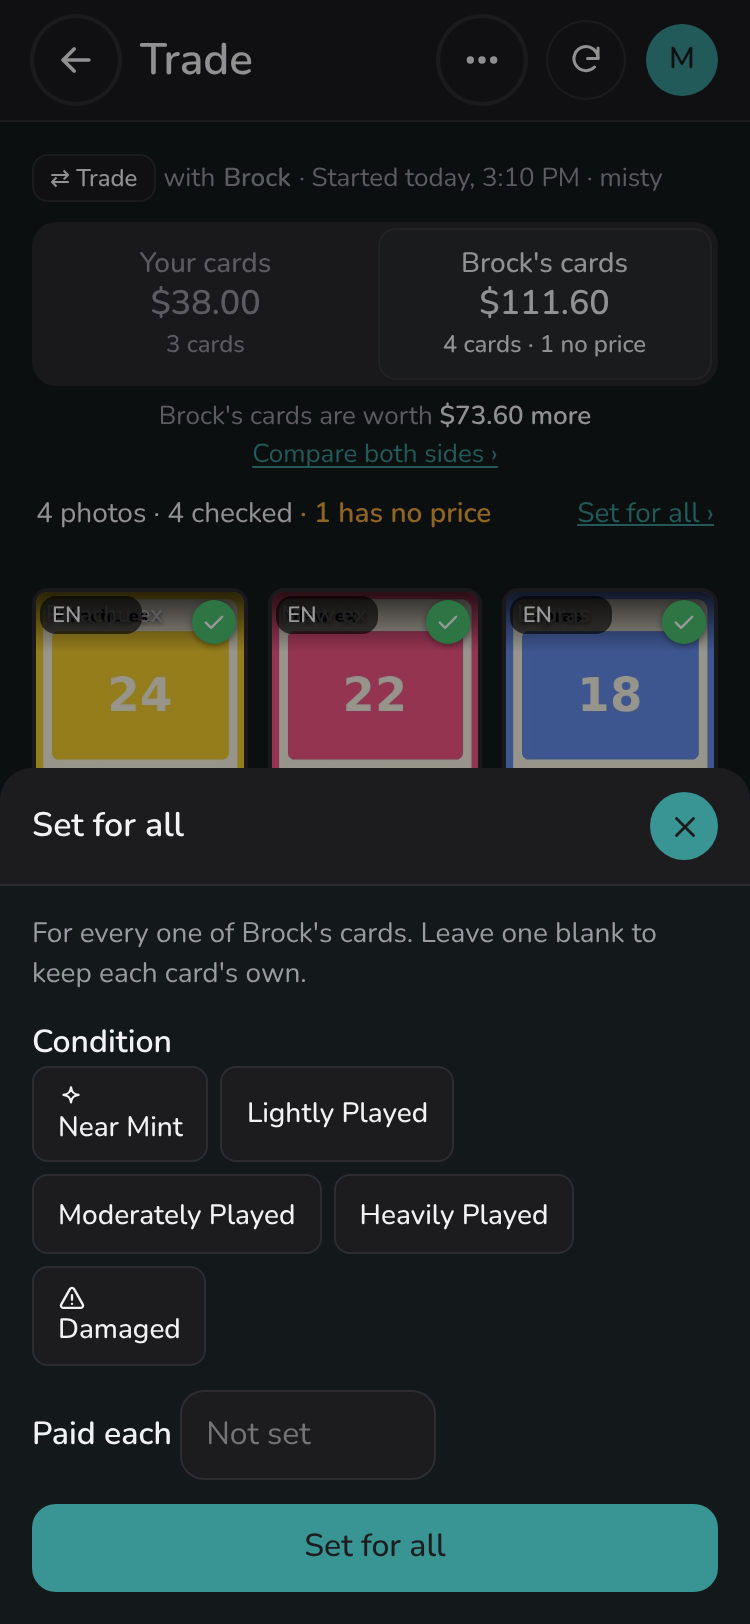 Trade
M
Trade with Brock · Started today, 3:10 PM · misty
Your cards
$38.00
3 cards
Brock's cards
$111.60
4 cards · 1 no price
Brock's cards are worth $73.60 more
Compare both sides ›
4 photos · 4 checked · 1 has no price
Set for all ›
EN
24
EN
22
EN
18
Set for all
For every one of Brock's cards. Leave one blank to
keep each card's own.
Condition
Near Mint
Lightly Played
Moderately Played
Heavily Played
Damaged
Paid each
Not set
Set for all